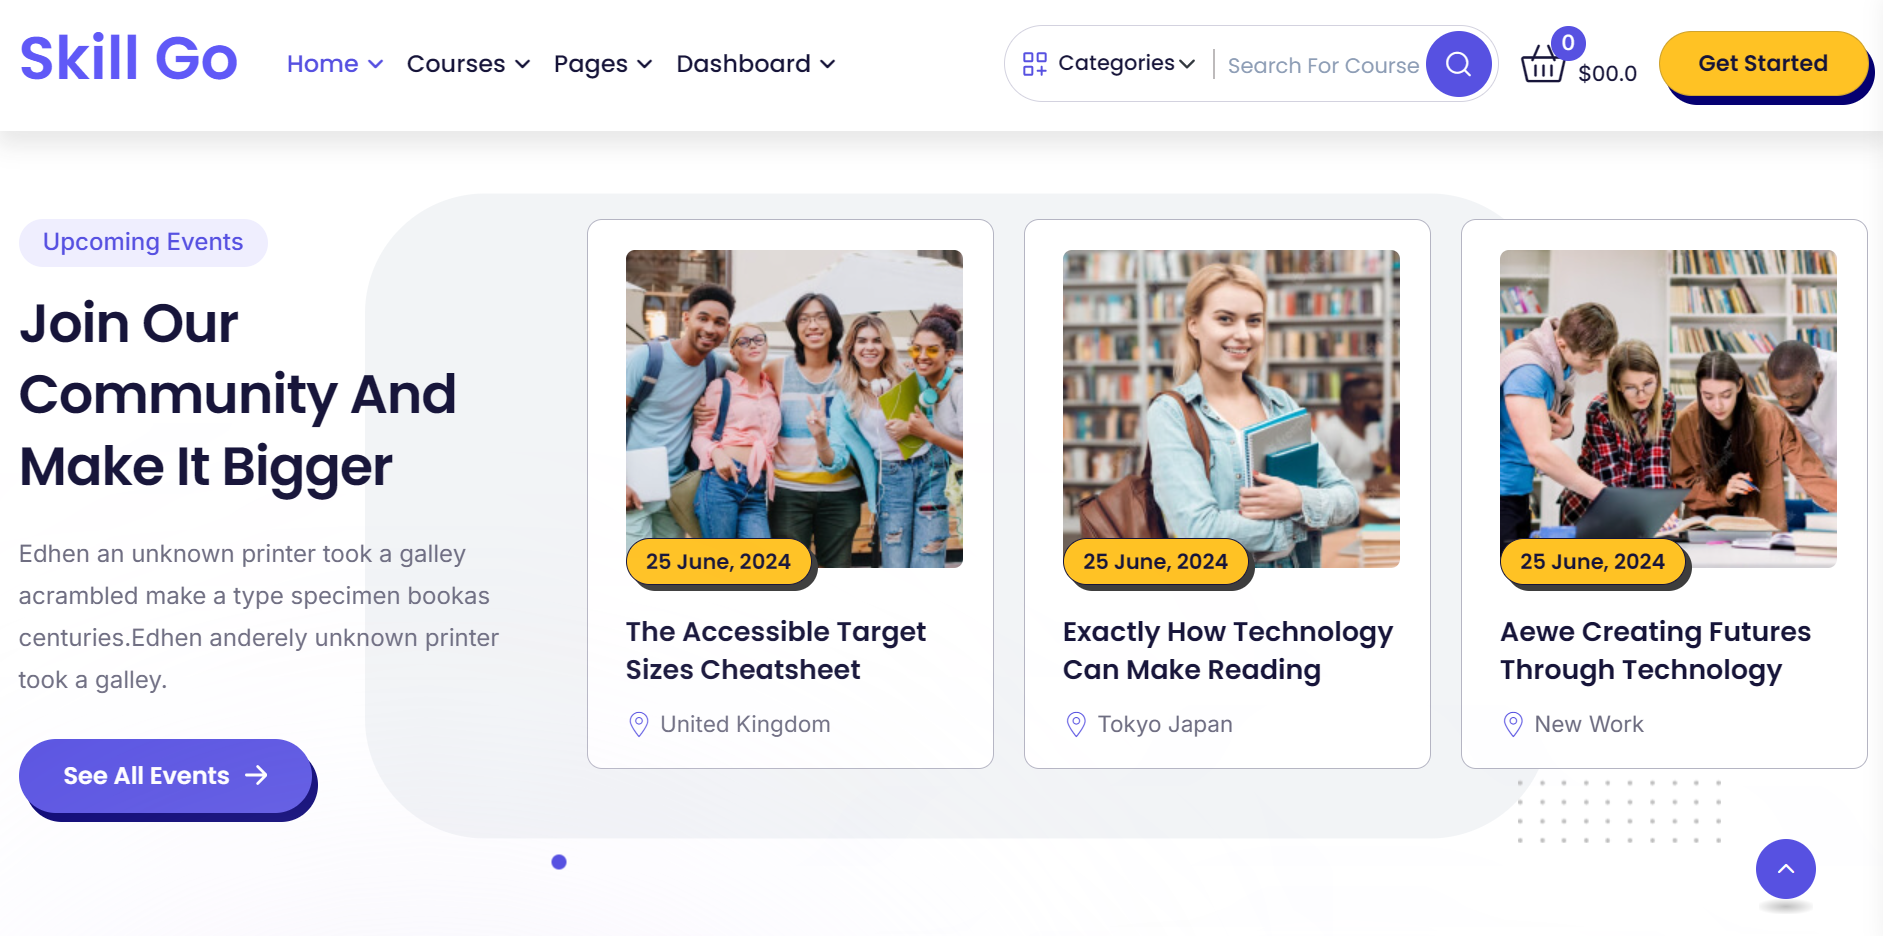 Skill Go
Home
Courses
Pages
Dashboard
Categories
Search For Course
0
$00.0
Get Started
Upcoming Events
Join Our
Community And
Make It Bigger
Edhen an unknown printer took a galley
acrambled make a type specimen bookas
centuries.Edhen anderely unknown printer
took a galley.
See All Events
25 June, 2024
The Accessible Target
Sizes Cheatsheet
United Kingdom
25 June, 2024
Exactly How Technology
Can Make Reading
Tokyo Japan
25 June, 2024
Aewe Creating Futures
Through Technology
New Work